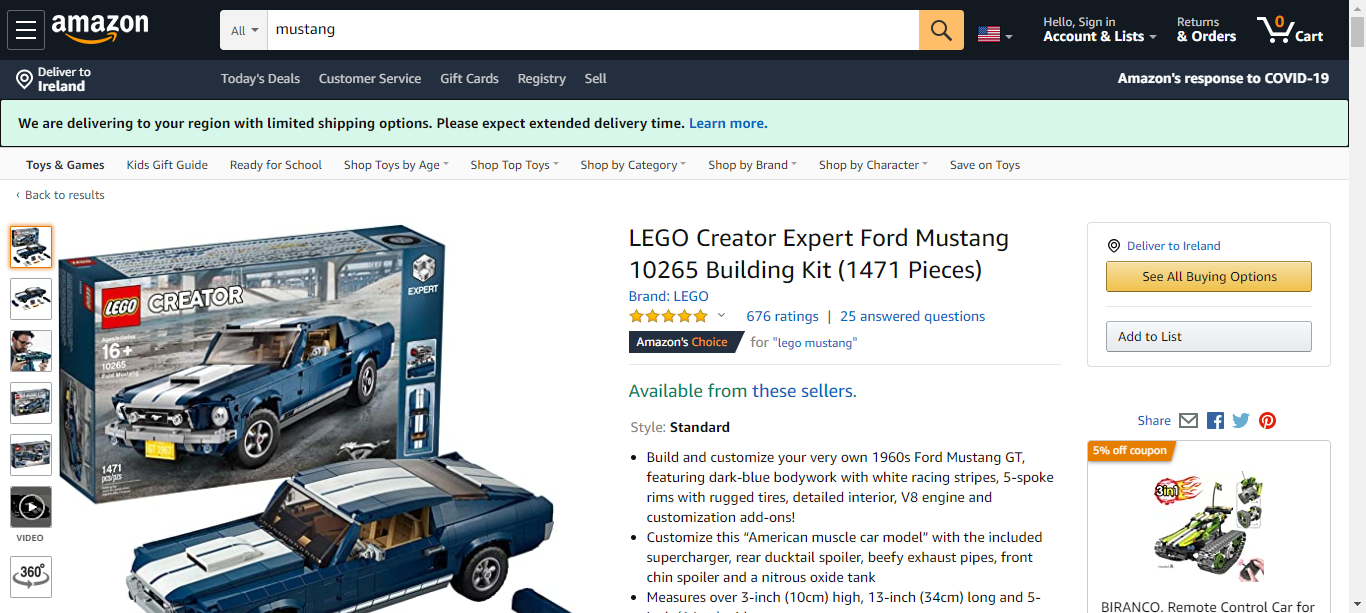 amazon
All
mustang
Hello, Sign in
Account & Lists
Returns
& Orders
0
Cart
Deliver to
Ireland
Today's Deals
Customer Service
Gift Cards
Registry
Sell
Amazon's response to COVID-19
We are delivering to your region with limited shipping options. Please expect extended delivery time. Learn more.
Toys & Games
Kids Gift Guide
Ready for School
Shop Toys by Age
Shop Top Toys
Shop by Category
Shop by Brand
Shop by Character
Save on Toys
‹ Back to results
VIDEO
360°
LEGO
CREATOR
EXPERT
16+
10265
Ford Mustang
1471
pcs/pzs
LEGO Creator Expert Ford Mustang
10265 Building Kit (1471 Pieces)
Brand: LEGO
676 ratings | 25 answered questions
Amazon's Choice for "lego mustang"
Available from these sellers.
Style: Standard
• Build and customize your very own 1960s Ford Mustang GT,
featuring dark-blue bodywork with white racing stripes, 5-spoke
rims with rugged tires, detailed interior, V8 engine and
customization add-ons!
• Customize this “American muscle car model” with the included
supercharger, rear ducktail spoiler, beefy exhaust pipes, front
chin spoiler and a nitrous oxide tank
• Measures over 3-inch (10cm) high, 13-inch (34cm) long and 5-
Deliver to Ireland
See All Buying Options
Add to List
Share
5% off coupon
3in1
BIRANCO. Remote Control Car for